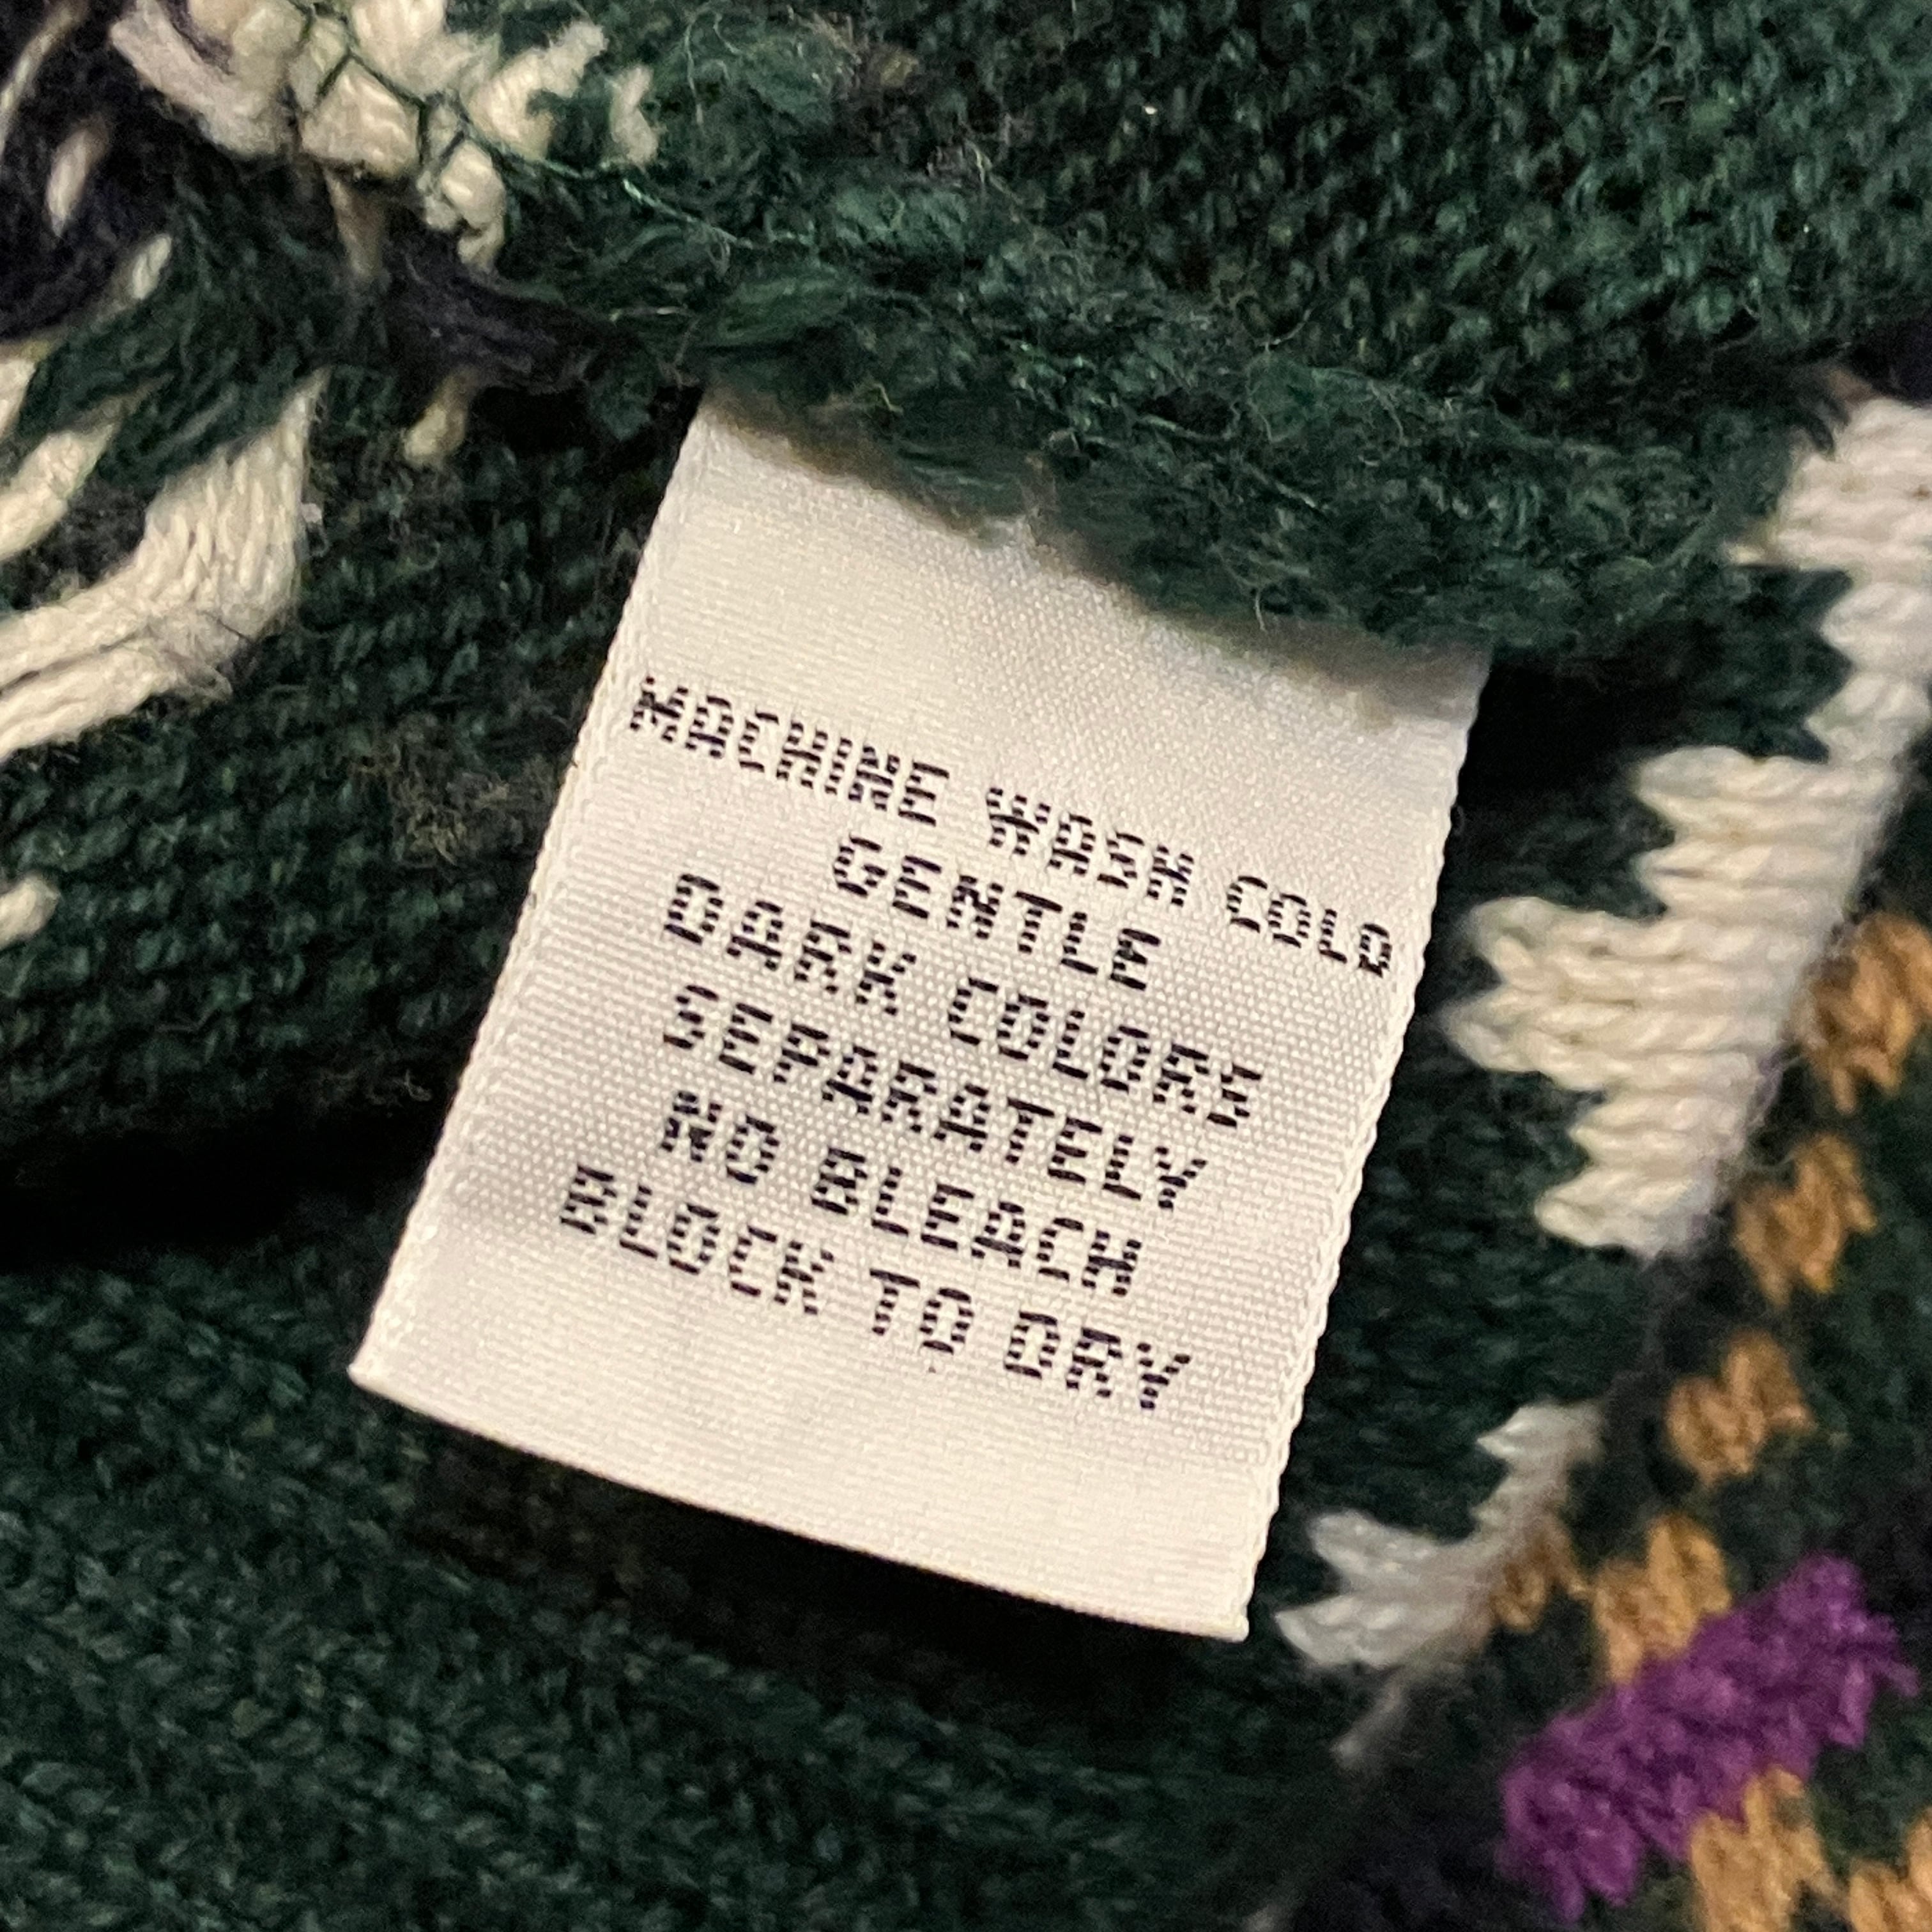 MACHINE WASH COLD
GENTLE
DARK COLORS
SEPARATELY
NO BLEACH
BLOCK TO DRY